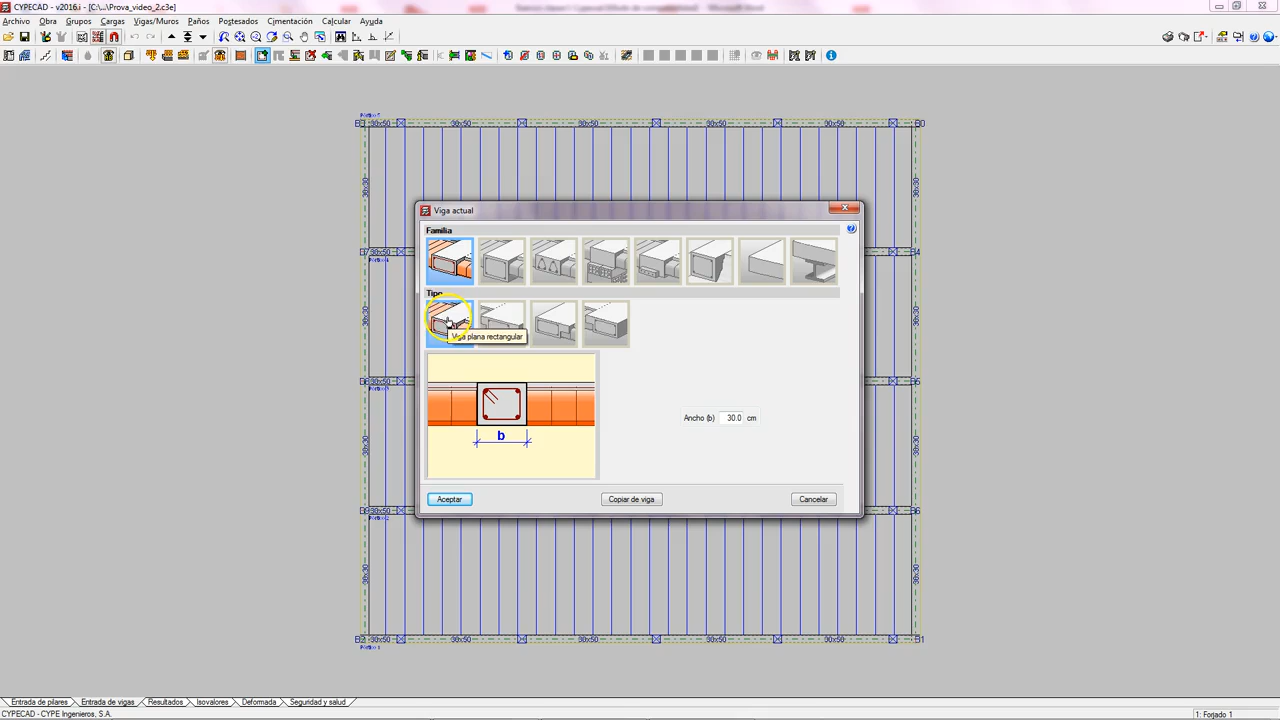 CYPECAD - v2016.i - [C:\...\Prova_video_2.c3e]
Archivo Obra Grupos Cargas Vigas/Muros Paños Postesados Cimentación Calcular Ayuda
30x50 30x50 30x50
Viga actual
Familia
Tipo
Viga plana rectangular
Ancho (b) 30.0 cm
b
Aceptar Copiar de viga Cancelar
30x50 30x50 30x50
Entrada de pilares Entrada de vigas Resultados Isovalores Deformada Seguridad y salud
CYPECAD - CYPE Ingenieros, S.A. 1: Forjado 1